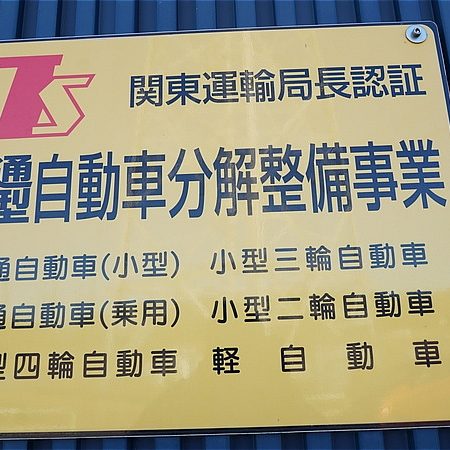 TS 関東運輸局長認証
通型自動車分解整備事業
通自動車(小型) 小型三輪自動車
通自動車(乗用) 小型二輪自動車
型四輪自動車 軽自動車